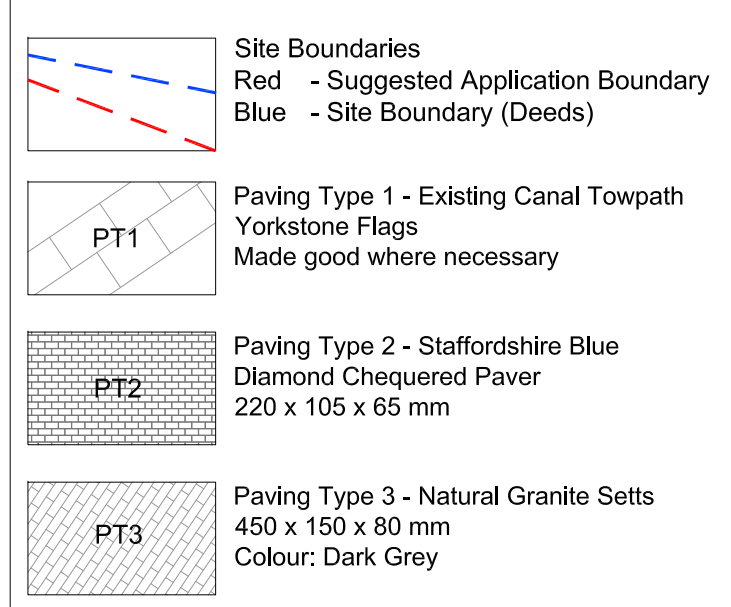 Site Boundaries
Red - Suggested Application Boundary
Blue - Site Boundary (Deeds)
PT1
Paving Type 1 - Existing Canal Towpath
Yorkstone Flags
Made good where necessary
PT2
Paving Type 2 - Staffordshire Blue
Diamond Chequered Paver
220 x 105 x 65 mm
PT3
Paving Type 3 - Natural Granite Setts
450 x 150 x 80 mm
Colour: Dark Grey